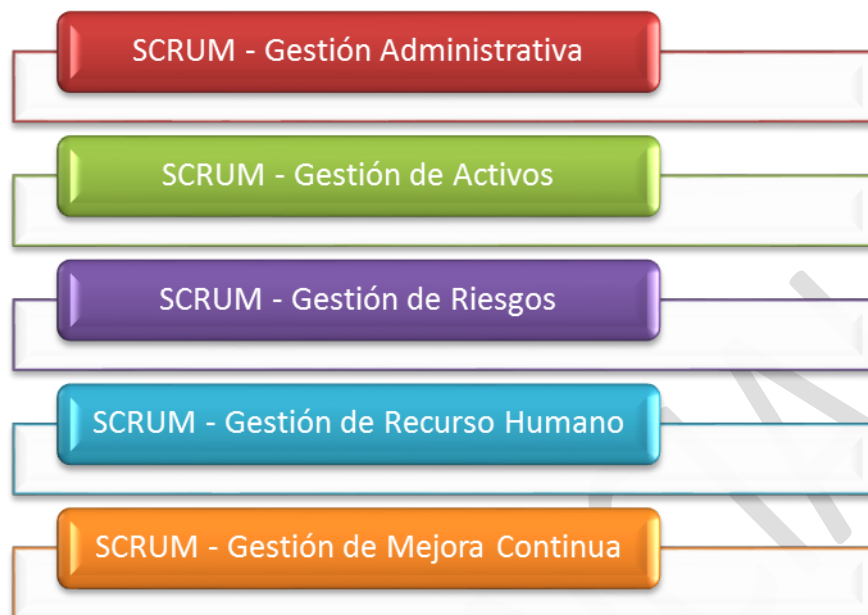 SCRUM - Gestión Administrativa
SCRUM - Gestión de Activos
SCRUM - Gestión de Riesgos
SCRUM - Gestión de Recurso Humano
SCRUM - Gestión de Mejora Continua